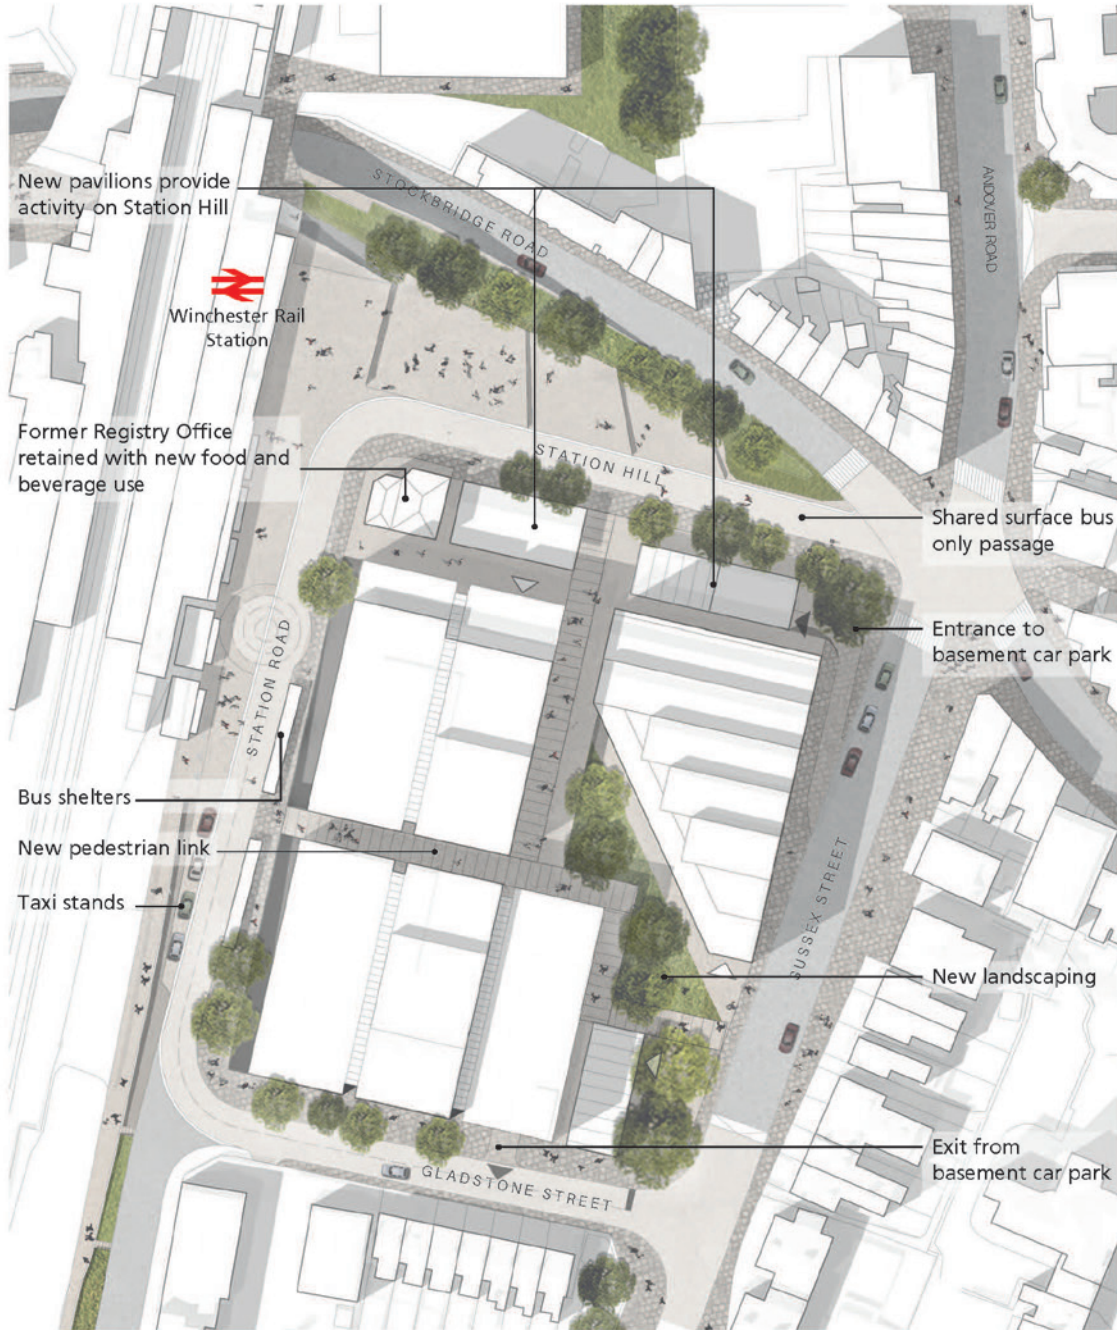 STOCKBRIDGE ROAD
ANDOVER ROAD
New pavilions provide
activity on Station Hill
Winchester Rail
Station
Former Registry Office
retained with new food and
beverage use
STATION HILL
Shared surface bus
only passage
Entrance to
basement car park
STATION ROAD
Bus shelters
New pedestrian link
Taxi stands
SUSSEX STREET
New landscaping
Exit from
basement car park
GLADSTONE STREET